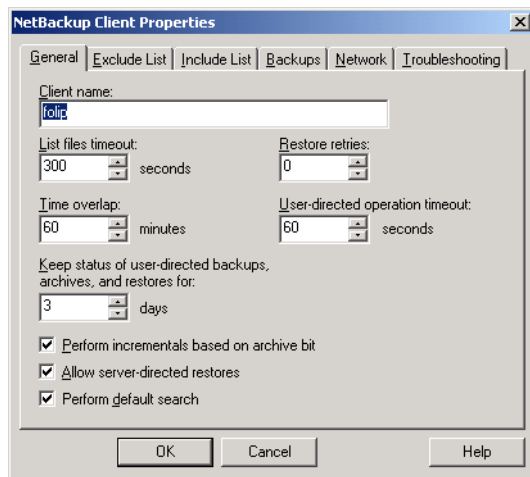 NetBackup Client Properties
General Exclude List Include List Backups Network Troubleshooting
Client name:
folip
List files timeout: Restore retries:
300 seconds 0
Time overlap: User-directed operation timeout:
60 minutes 60 seconds
Keep status of user-directed backups,
archives, and restores for:
3 days
Perform incrementals based on archive bit
Allow server-directed restores
Perform default search
OK Cancel Help